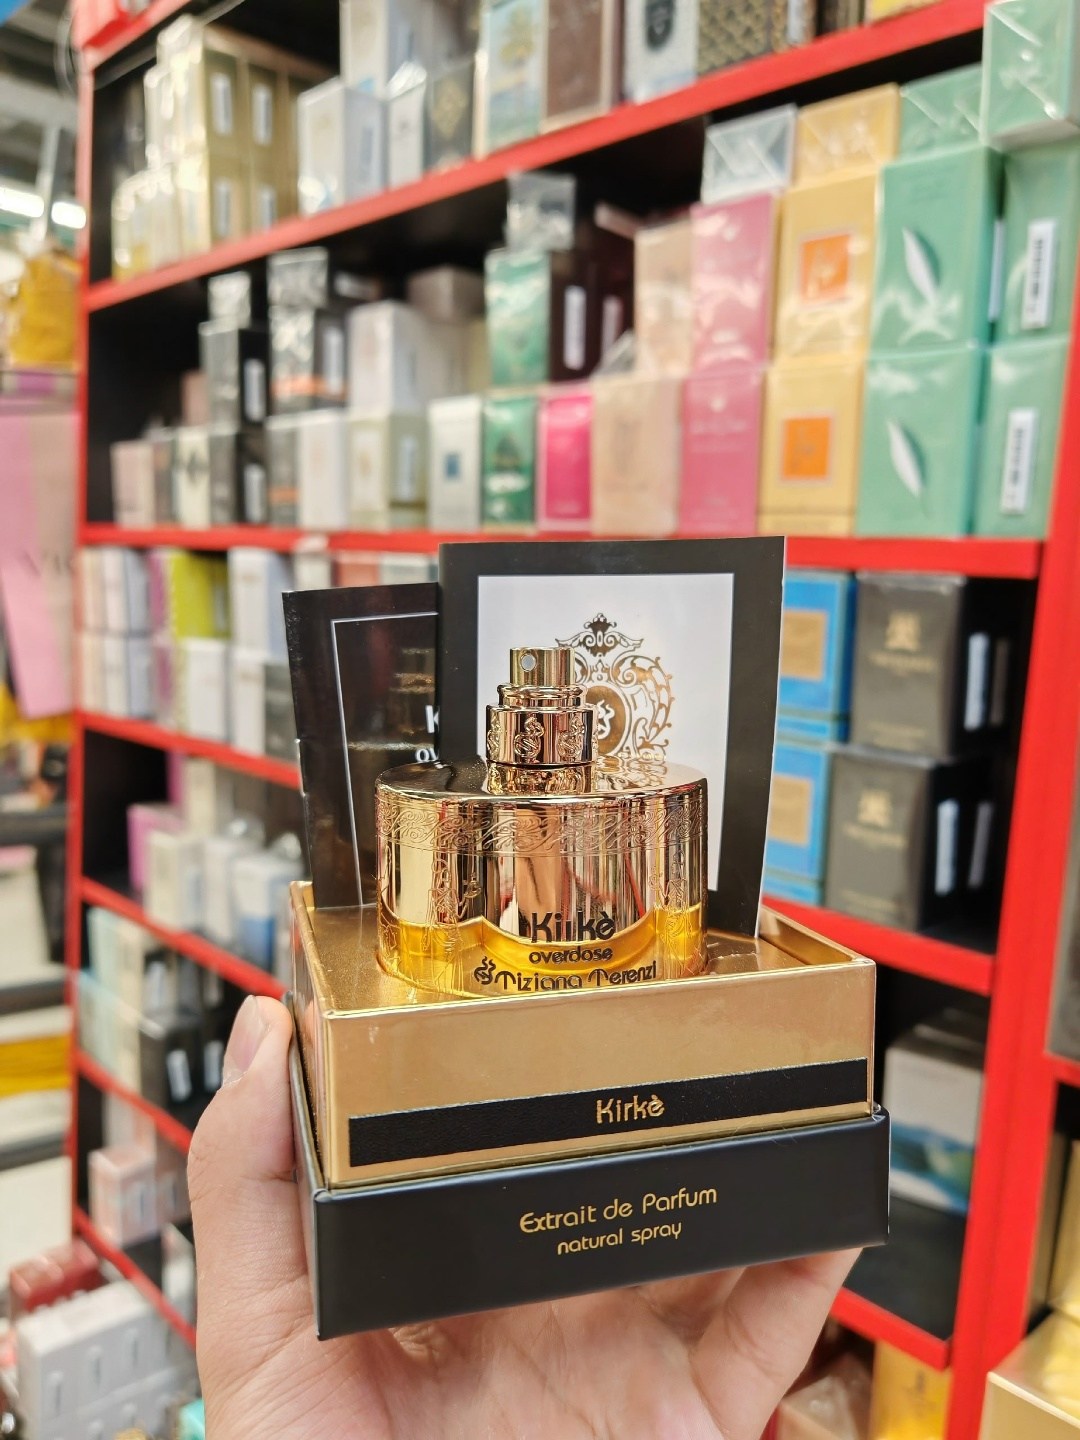 Kirkè
overdose
Tiziana Terenzi
Kirkè
Extrait de Parfum
natural spray